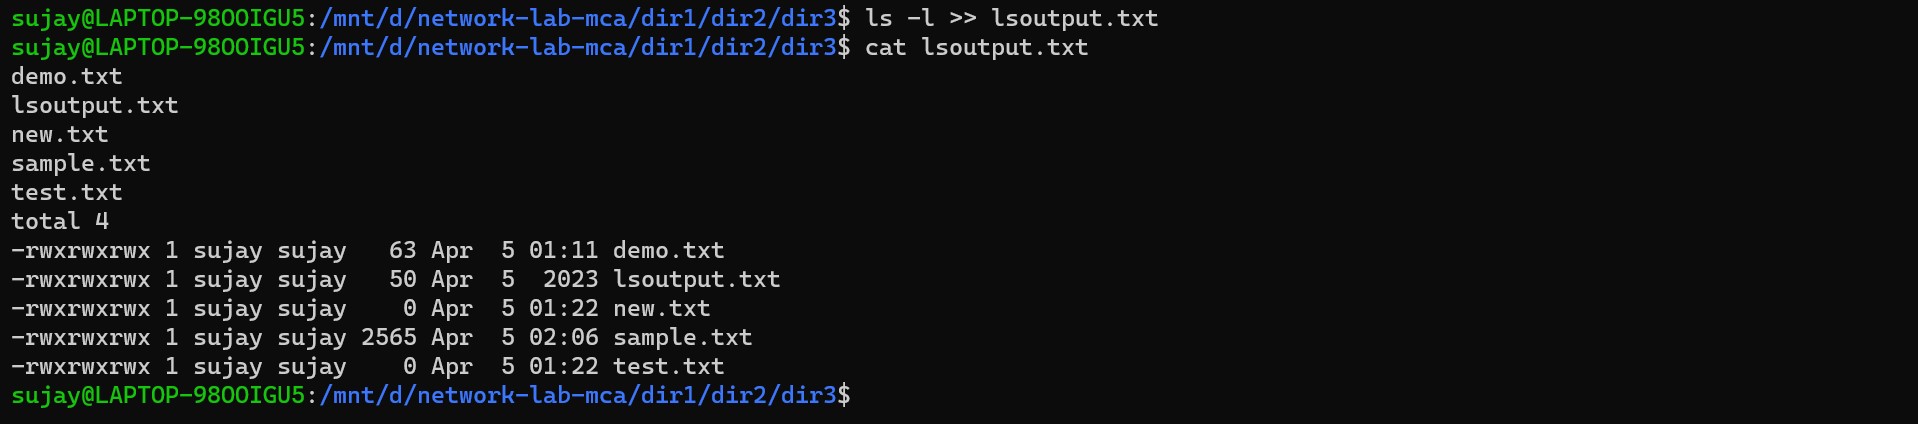 sujay@LAPTOP-98OOIGU5:/mnt/d/network-lab-mca/dir1/dir2/dir3$ ls -l >> lsoutput.txt
sujay@LAPTOP-98OOIGU5:/mnt/d/network-lab-mca/dir1/dir2/dir3$ cat lsoutput.txt
demo.txt
lsoutput.txt
new.txt
sample.txt
test.txt
total 4
-rwxrwxrwx 1 sujay sujay   63 Apr  5 01:11 demo.txt
-rwxrwxrwx 1 sujay sujay   50 Apr  5  2023 lsoutput.txt
-rwxrwxrwx 1 sujay sujay    0 Apr  5 01:22 new.txt
-rwxrwxrwx 1 sujay sujay 2565 Apr  5 02:06 sample.txt
-rwxrwxrwx 1 sujay sujay    0 Apr  5 01:22 test.txt
sujay@LAPTOP-98OOIGU5:/mnt/d/network-lab-mca/dir1/dir2/dir3$